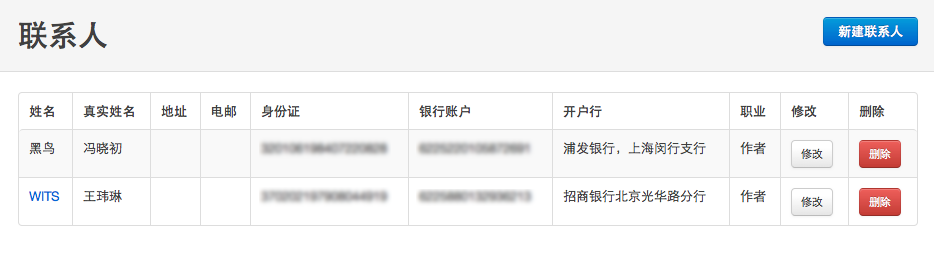 联系人
新建联系人
姓名 真实姓名 地址 电邮 身份证 银行账户 开户行 职业 修改 删除
黑鸟 冯晓初 浦发银行，上海闵行支行 作者 修改 删除
WITS 王玮琳 招商银行北京光华路分行 作者 修改 删除